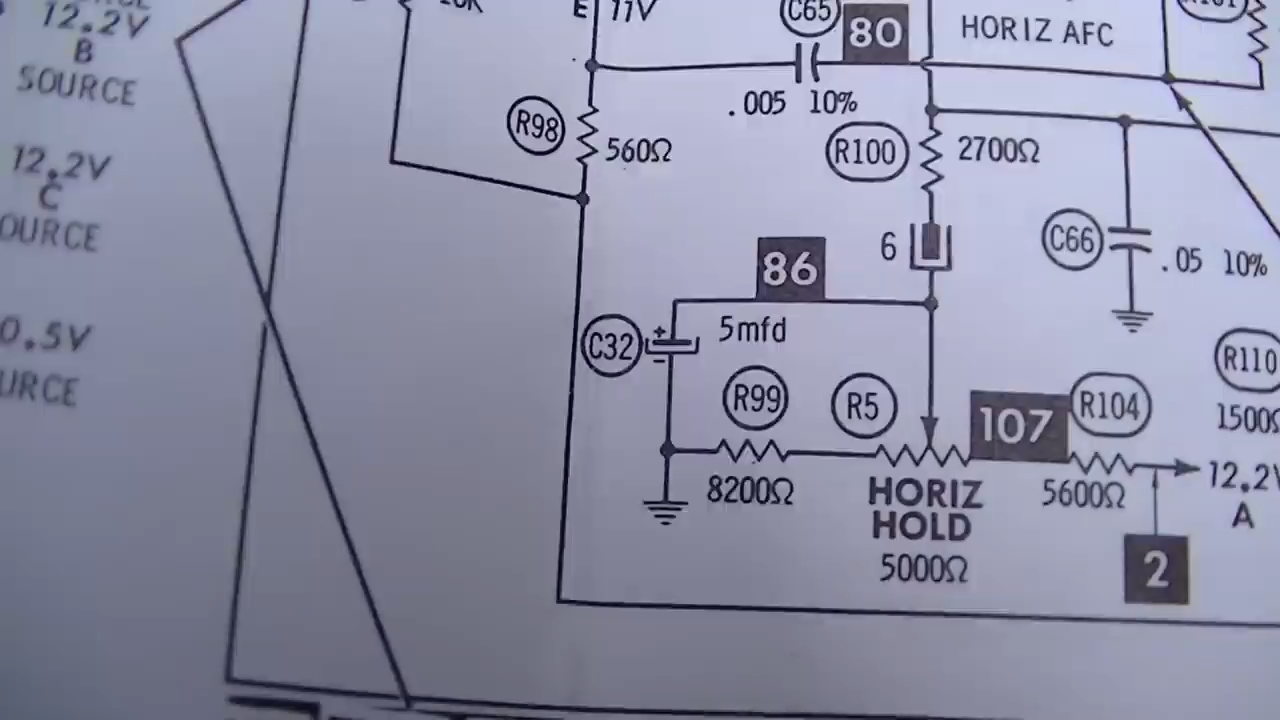 12.2V
B
SOURCE
12.2V
C
OURCE
0.5V
URCE
E
11V
C65
80
HORIZ AFC
.005 10%
R98
560Ω
R100
2700Ω
6
C66
.05 10%
86
C32
+
5mfd
-
R99
8200Ω
R5
HORIZ
HOLD
5000Ω
107
R104
5600Ω
R110
1500Ω
12.2V
A
2